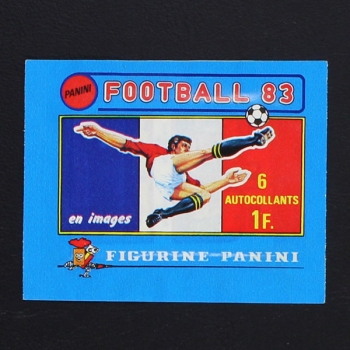 PANINI
FOOTBALL 83
6
AUTOCOLLANTS
1F.
en images
FIGURINE PANINI